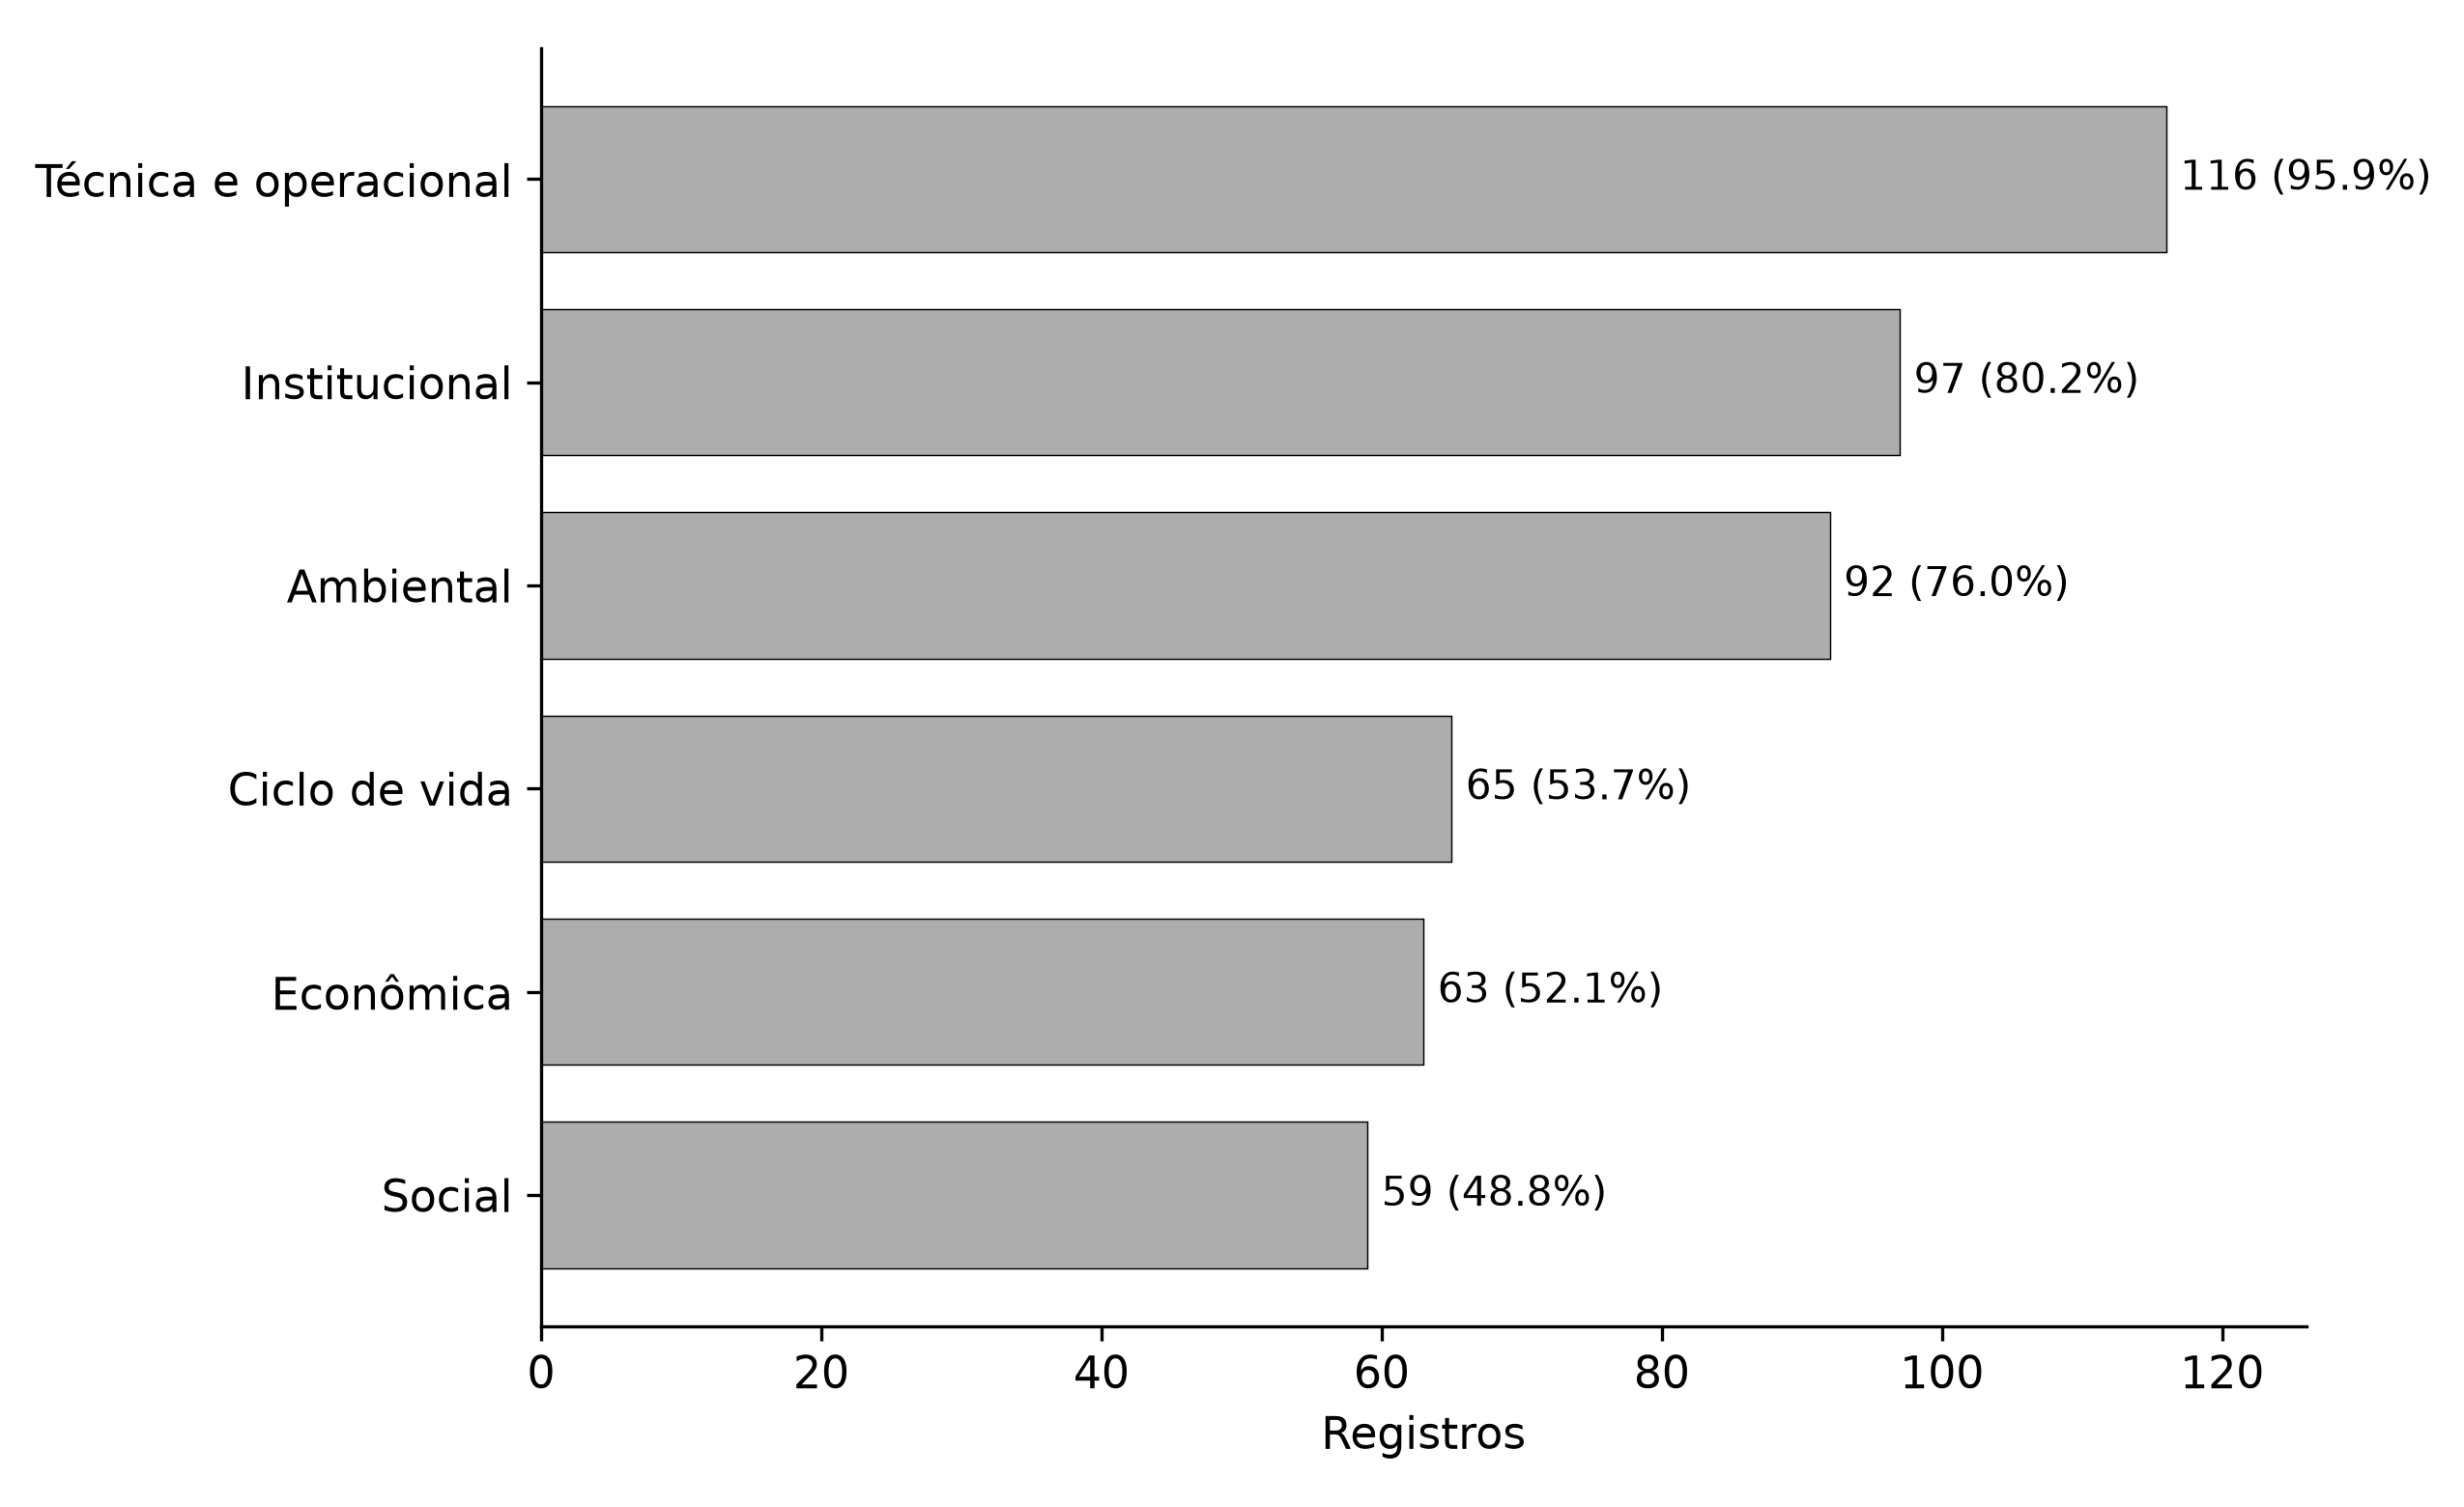 Técnica e operacional 116 (95.9%)
Institucional 97 (80.2%)
Ambiental 92 (76.0%)
Ciclo de vida 65 (53.7%)
Econômica 63 (52.1%)
Social 59 (48.8%)
0 20 40 60 80 100 120
Registros